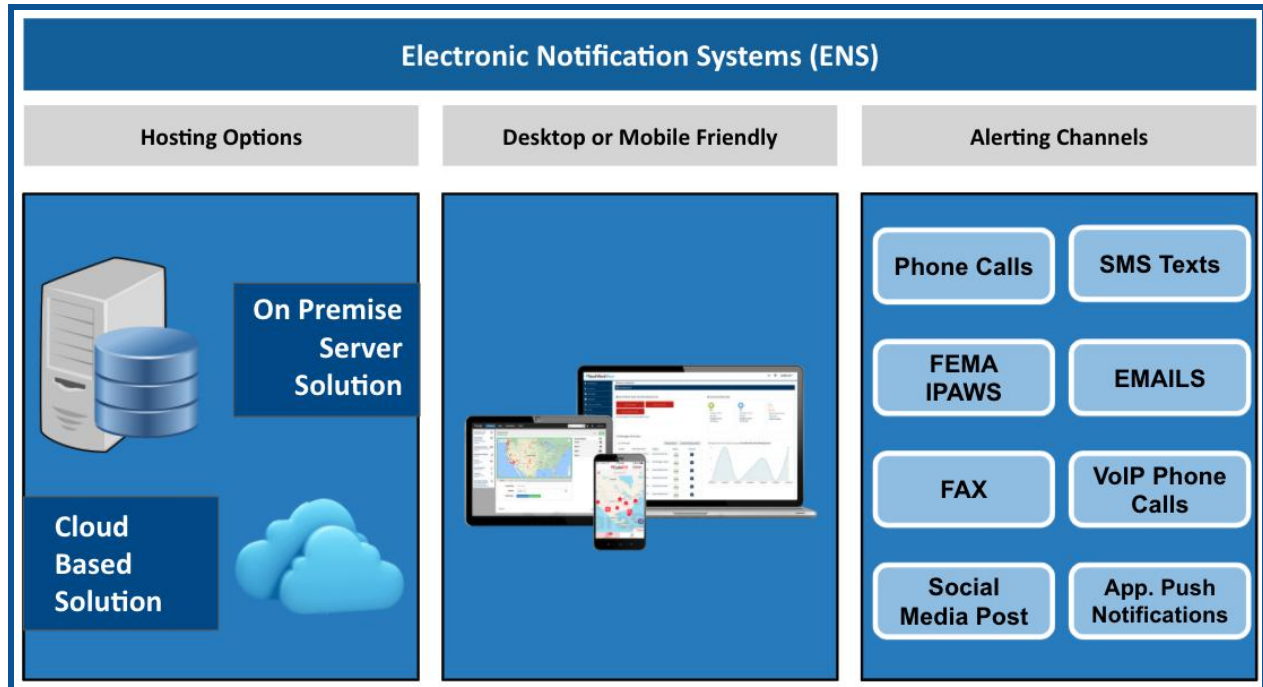 Electronic Notification Systems (ENS)
Hosting Options
Desktop or Mobile Friendly
Alerting Channels
On Premise
Server
Solution
Cloud
Based
Solution
Phone Calls
SMS Texts
FEMA
IPAWS
EMAILS
FAX
VoIP Phone
Calls
Social
Media Post
App. Push
Notifications